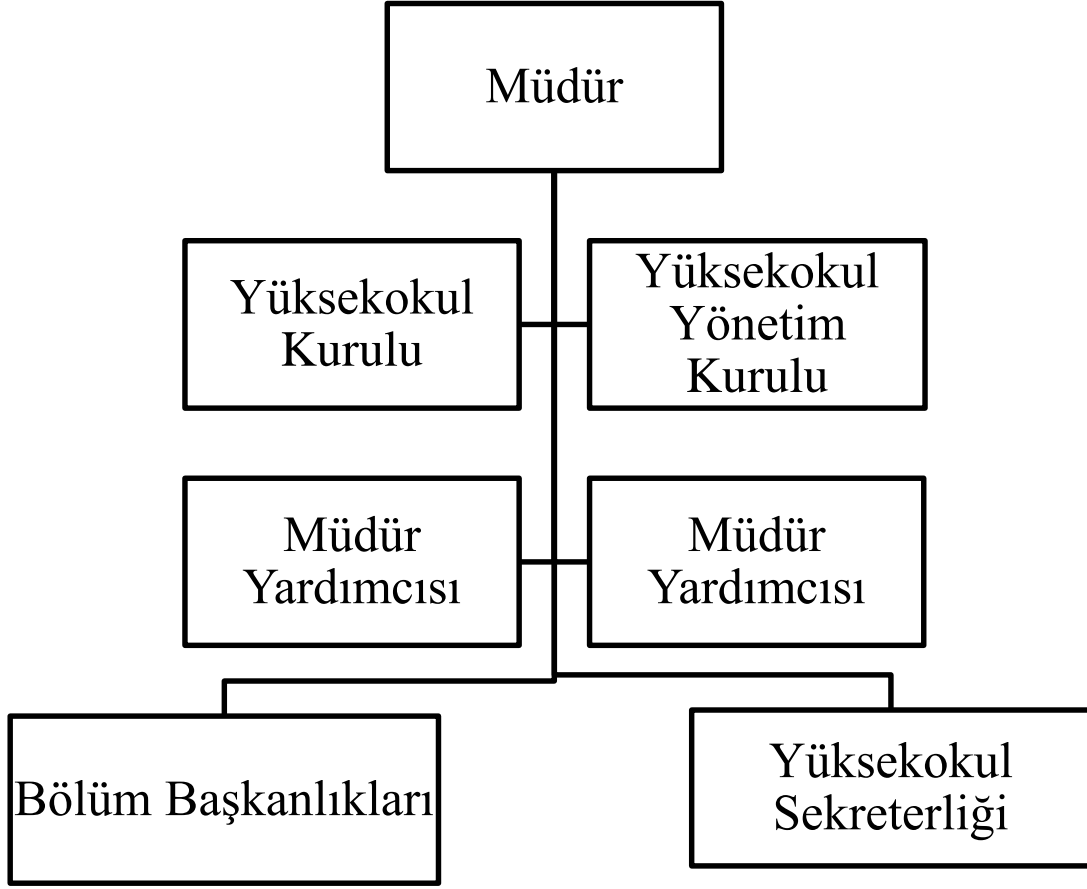 Müdür
Yüksekokul
Kurulu
Yüksekokul
Yönetim
Kurulu
Müdür
Yardımcısı
Müdür
Yardımcısı
Bölüm Başkanlıkları
Yüksekokul
Sekreterliği